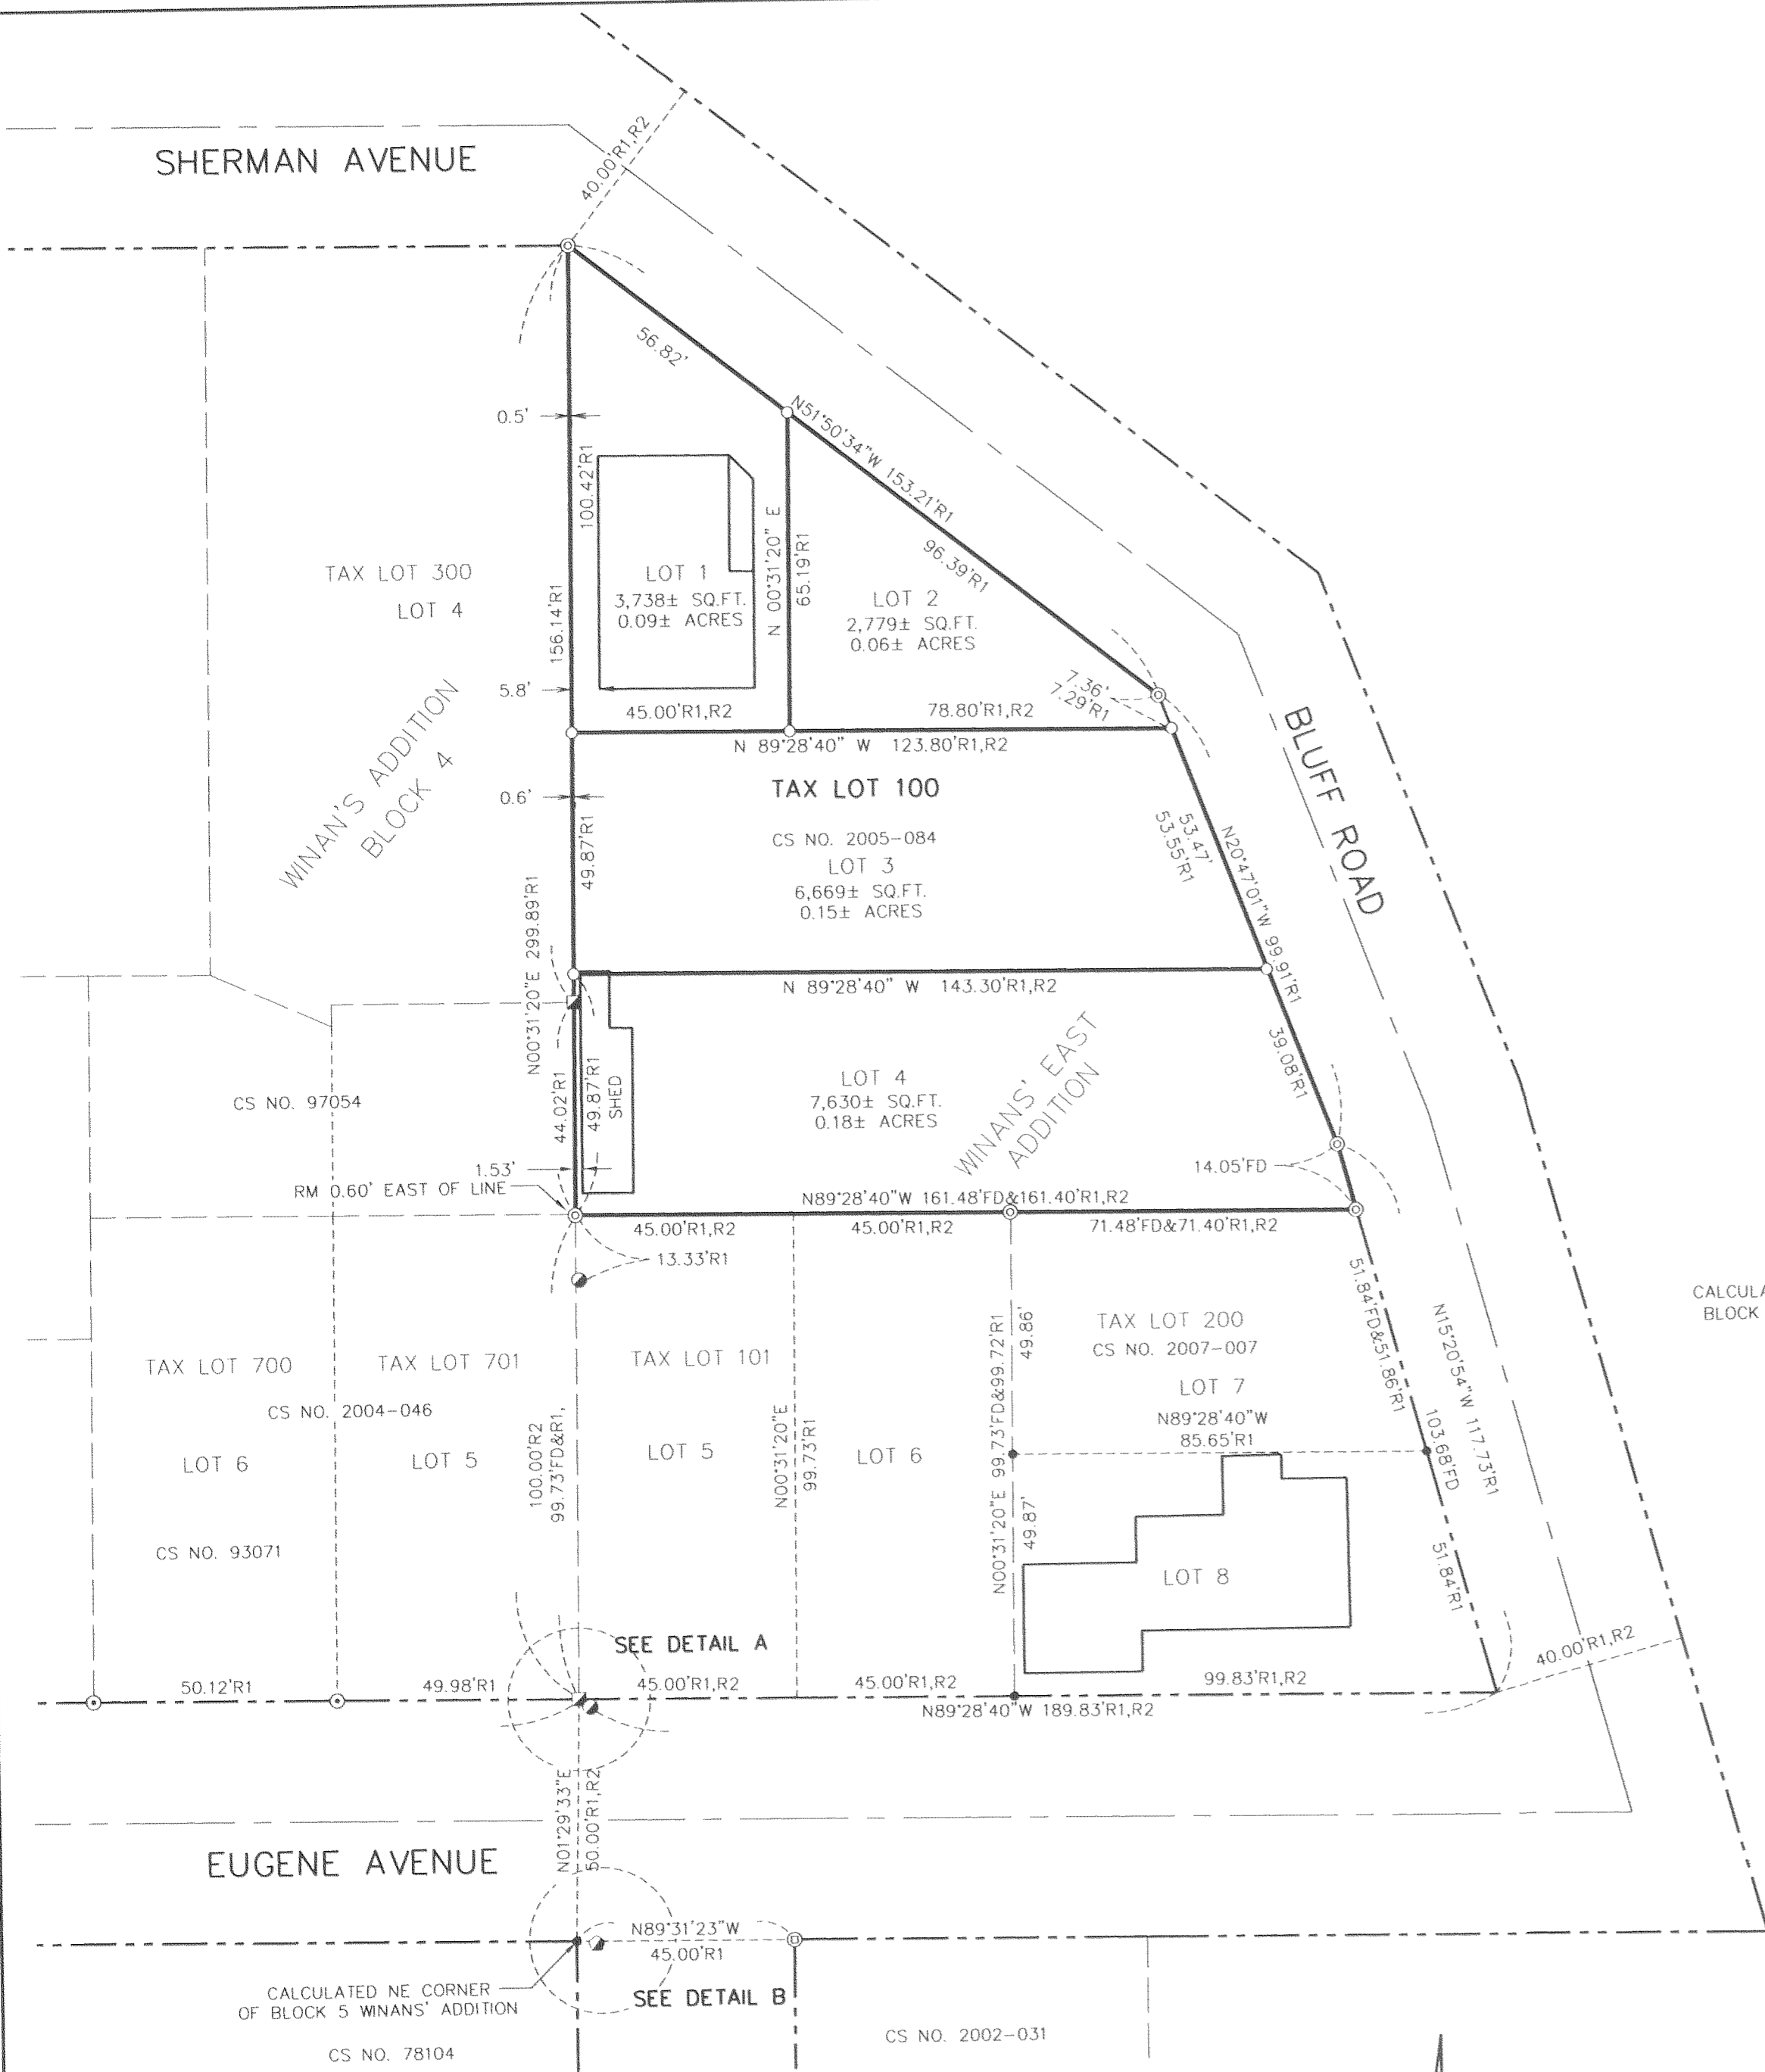 40.00'R1,R2
SHERMAN AVENUE
56.82'
0.5'
N51°50'34"W 153.21'R1
100.42'R1
N 00°31'20" E
65.19'R1
96.39'R1
TAX LOT 300
LOT 4
LOT 1
3,738± SQ.FT.
0.09± ACRES
LOT 2
2,779± SQ.FT.
0.06± ACRES
156.14'R1
5.8'
45.00'R1,R2
78.80'R1,R2
7.36'
7.29'R1
N 89°28'40" W 123.80'R1,R2
WINAN'S ADDITION
BLOCK 4
BLUFF ROAD
0.6'
TAX LOT 100
CS NO. 2005-084
LOT 3
6,669± SQ.FT.
0.15± ACRES
49.87'R1
53.47'
53.55'R1
N20°47'01"W 99.91'R1
N00°31'20"E 299.89'R1
N 89°28'40" W 143.30'R1,R2
39.08'R1
WINANS' EAST
ADDITION
LOT 4
7,630± SQ.FT.
0.18± ACRES
CS NO. 97054
44.02'R1
49.87'R1
SHED
1.53'
RM 0.60' EAST OF LINE
14.05'FD
N89°28'40"W 161.48'FD&161.40'R1,R2
45.00'R1,R2
45.00'R1,R2
71.48'FD&71.40'R1,R2
13.33'R1
51.84'FD&51.86'R1
N15°20'54"W 117.73'R1
CALCULA
BLOCK
TAX LOT 700
TAX LOT 701
TAX LOT 101
TAX LOT 200
CS NO. 2007-007
LOT 7
N89°28'40"W
85.65'R1
CS NO. 2004-046
LOT 6
LOT 5
LOT 5
LOT 6
100.00'R2
99.73'FD&R1,
N00°31'20"E
99.73'R1
N00°31'20"E 99.73'FD&99.72'R1
49.86'
49.87'
103.68'FD
51.84'R1
CS NO. 93071
LOT 8
SEE DETAIL A
40.00'R1,R2
50.12'R1
49.98'R1
45.00'R1,R2
45.00'R1,R2
99.83'R1,R2
N89°28'40"W 189.83'R1,R2
N01°29'33"E
50.00'R1,R2
EUGENE AVENUE
N89°31'23"W
45.00'R1
CALCULATED NE CORNER
OF BLOCK 5 WINANS' ADDITION
SEE DETAIL B
CS NO. 78104
CS NO. 2002-031